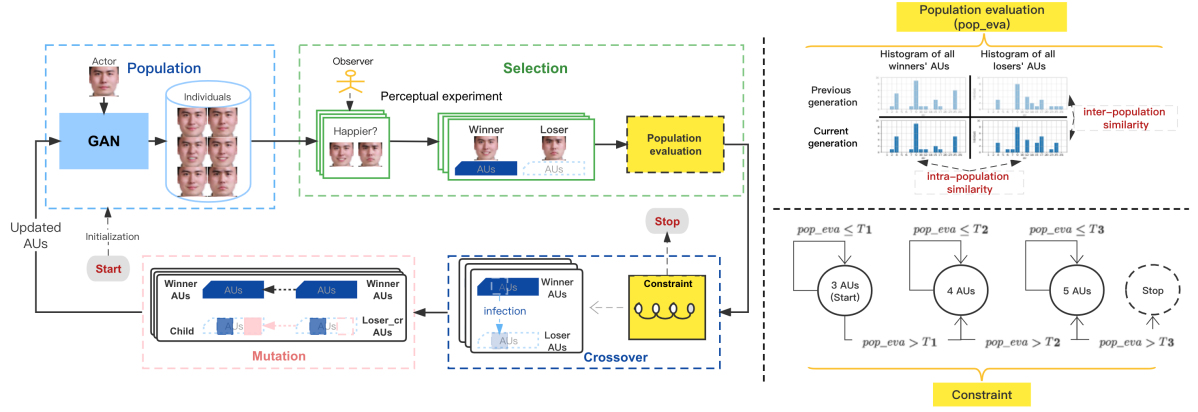 Population
Actor
GAN
Individuals
Updated
AUs
Initialization
Start
Selection
Observer
Perceptual experiment
Happier?
Winner
Loser
AUs
AUs
Population
evaluation
Stop
Constraint
Winner
AUs
infection
AUs
Loser
AUs
AUs
Crossover
Winner
AUs
AUs
AUs
Winner
AUs
Child
AUs
AUs
Loser_cr
AUs
Mutation
Population evaluation
(pop_eva)
Histogram of all
winners' AUs
Histogram of all
losers' AUs
Previous
generation
Current
generation
inter-population
similarity
intra-population
similarity
pop_eva ≤ T1
pop_eva ≤ T2
pop_eva ≤ T3
3 AUs
(Start)
4 AUs
5 AUs
Stop
pop_eva > T1
pop_eva > T2
pop_eva > T3
Constraint